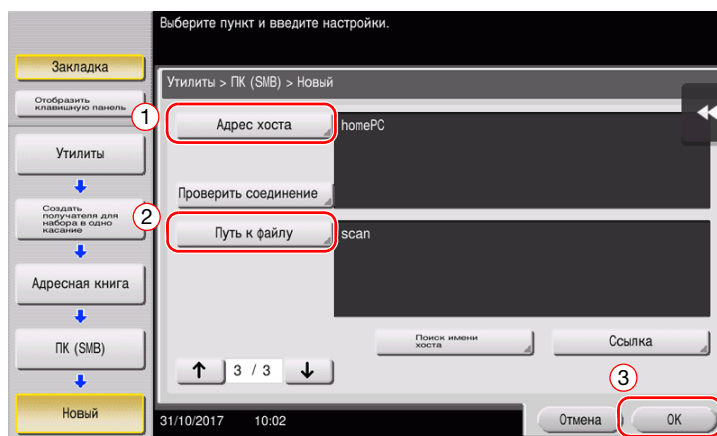 Выберите пункт и введите настройки.
Закладка
Отобразить
клавишную панель
Утилиты
Создать
получателя для
набора в одно
касание
Адресная книга
ПК (SMB)
Новый
Утилиты > ПК (SMB) > Новый
1
Адрес хоста
homePC
Проверить соединение
2
Путь к файлу
scan
Поиск имени
хоста
Ссылка
3 / 3
3
31/10/2017 10:02
Отмена
OK